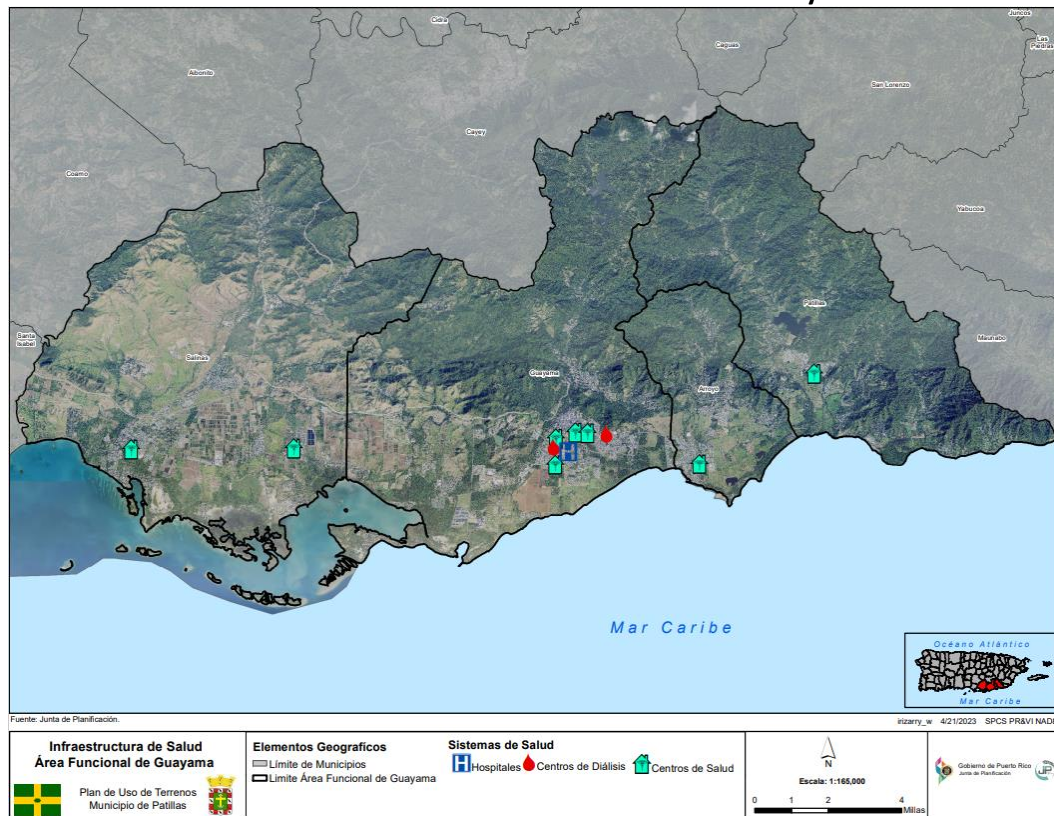 Juncos
Cidra
Las
Piedras
Caguas
Aibonito
San Lorenzo
Cayey
Coamo
Yabucoa
Patillas
Santa
Isabel
Maunabo
Salinas
Guayama
Arroyo
Mar Caribe
Océano Atlántico
Mar Caribe
Fuente: Junta de Planificación.
irizarry_w 4/21/2023 SPCS PR&VI NAD
Infraestructura de Salud
Área Funcional de Guayama
Plan de Uso de Terrenos
Municipio de Patillas
Elementos Geograficos
Límite de Municipios
Limite Área Funcional de Guayama
Sistemas de Salud
H Hospitales
Centros de Diálisis
Centros de Salud
N
Escala: 1:165,000
0 1 2 4
Millas
Gobierno de Puerto Rico
Junta de Planificación
JP